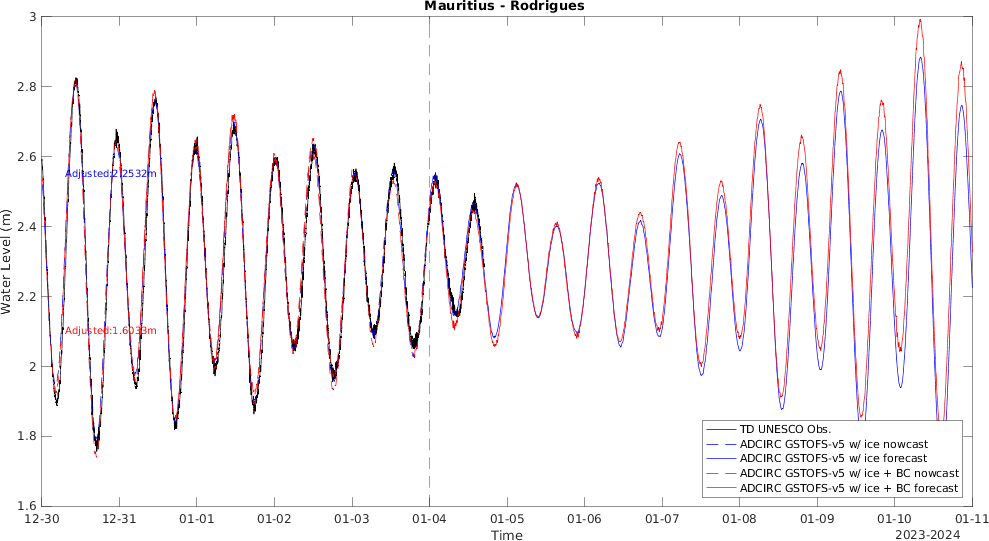 Mauritius - Rodrigues
3
2.8
2.6
2.4
2.2
2
1.8
1.6
Water Level (m)
Adjusted:2.2532m
Adjusted:1.6033m
TD UNESCO Obs.
ADCIRC GSTOFS-v5 w/ ice nowcast
ADCIRC GSTOFS-v5 w/ ice forecast
ADCIRC GSTOFS-v5 w/ ice + BC nowcast
ADCIRC GSTOFS-v5 w/ ice + BC forecast
12-30 12-31 01-01 01-02 01-03 01-04 01-05 01-06 01-07 01-08 01-09 01-10 01-11
Time
2023-2024